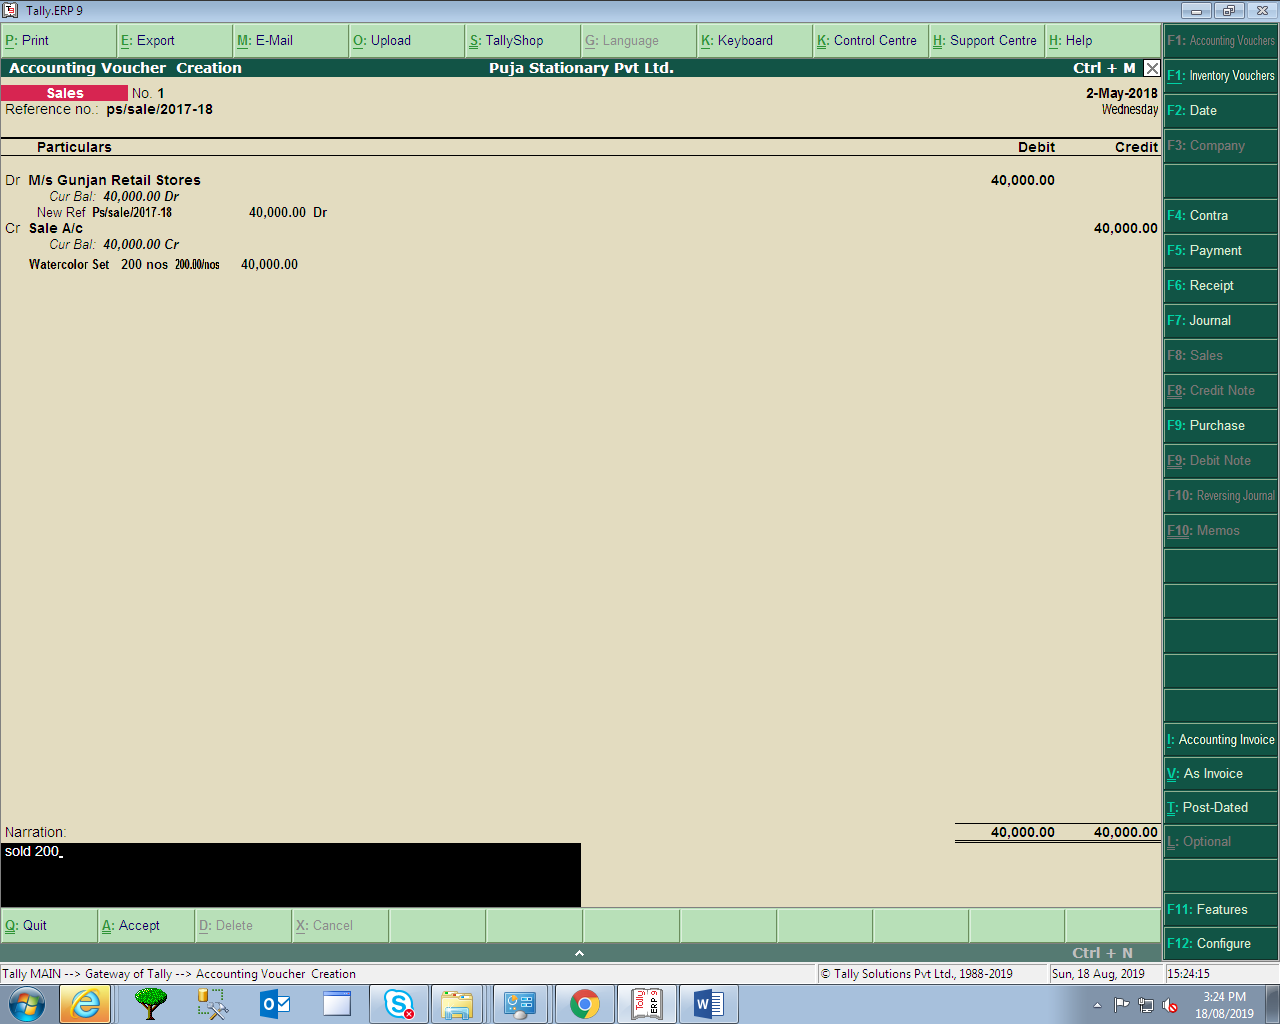 Tally.ERP 9
P: Print E: Export M: E-Mail O: Upload S: TallyShop G: Language K: Keyboard K: Control Centre H: Support Centre H: Help
Accounting Voucher Creation Puja Stationary Pvt Ltd. Ctrl + M
Sales No. 1 2-May-2018
Reference no.: ps/sale/2017-18 Wednesday
Particulars Debit Credit
Dr M/s Gunjan Retail Stores 40,000.00
Cur Bal: 40,000.00 Dr
New Ref Ps/sale/2017-18 40,000.00 Dr
Cr Sale A/c 40,000.00
Cur Bal: 40,000.00 Cr
Watercolor Set 200 nos 200.00/nos 40,000.00
Narration: 40,000.00 40,000.00
sold 200
Q: Quit A: Accept D: Delete X: Cancel
Ctrl + N
F1: Accounting Vouchers
F1: Inventory Vouchers
F2: Date
F3: Company
F4: Contra
F5: Payment
F6: Receipt
F7: Journal
F8: Sales
F8: Credit Note
F9: Purchase
F9: Debit Note
F10: Reversing Journal
F10: Memos
I: Accounting Invoice
V: As Invoice
T: Post-Dated
L: Optional
F11: Features
F12: Configure
Tally MAIN --> Gateway of Tally --> Accounting Voucher Creation © Tally Solutions Pvt Ltd., 1988-2019 Sun, 18 Aug, 2019 15:24:15
Tally
ERP 9
3:24 PM
18/08/2019